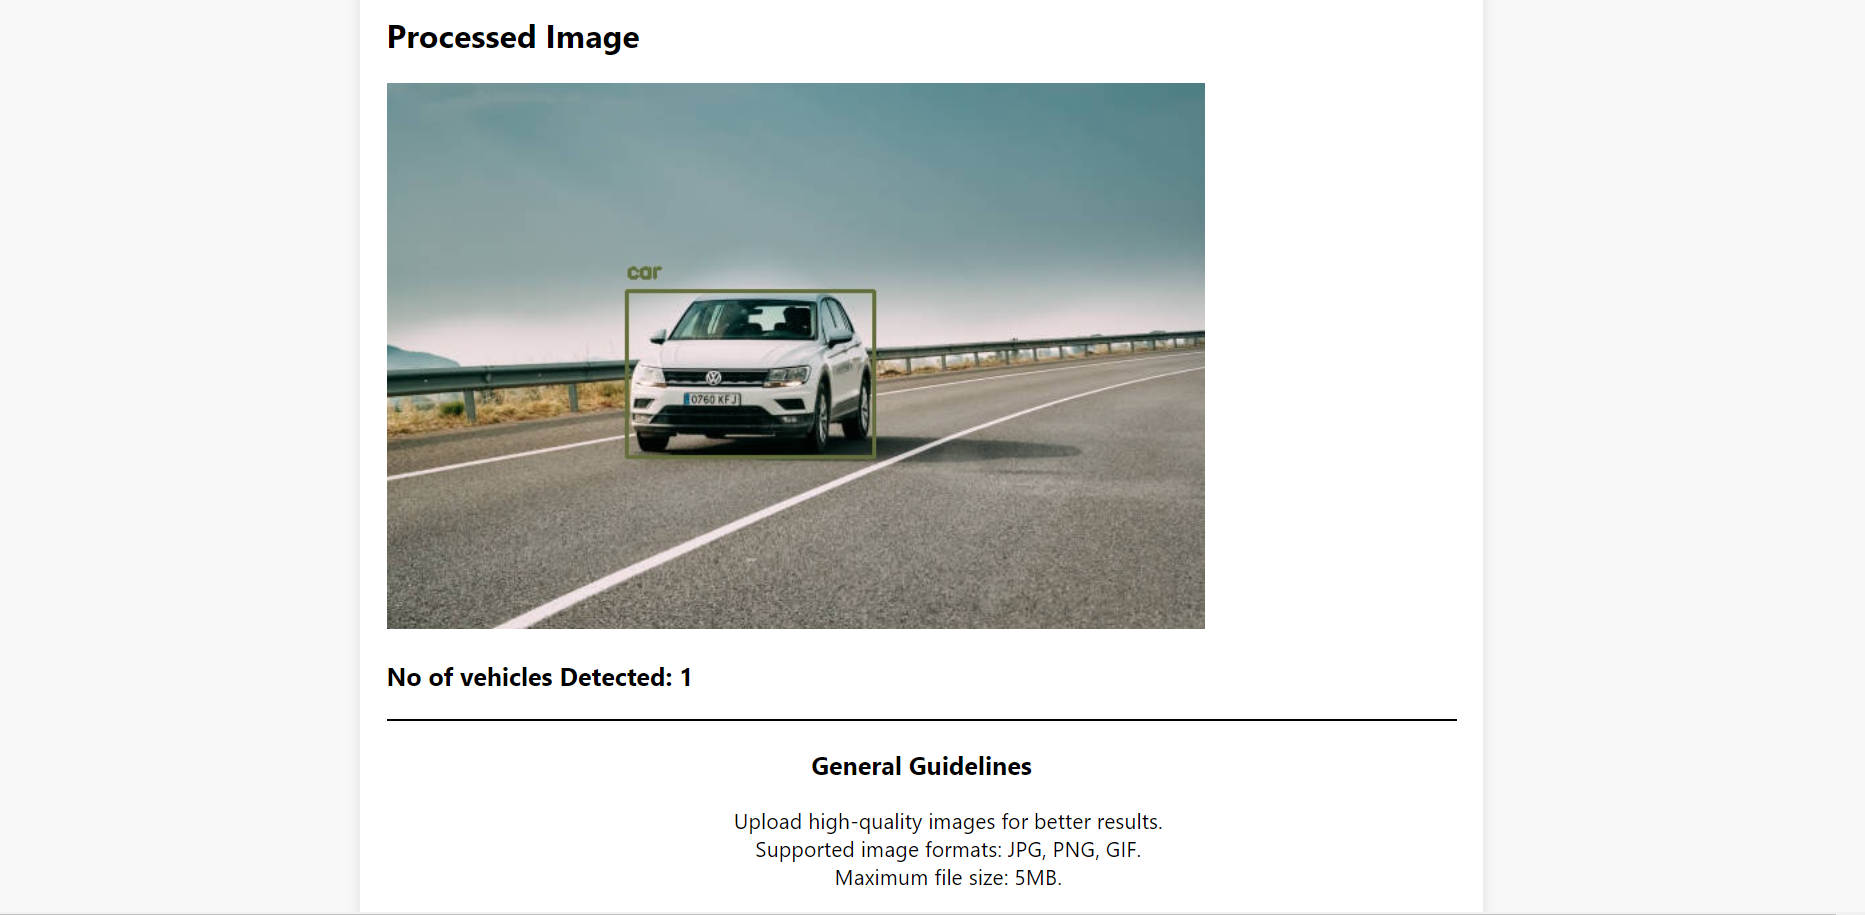 Processed Image
car
0760 KFJ
No of vehicles Detected: 1
General Guidelines
Upload high-quality images for better results.
Supported image formats: JPG, PNG, GIF.
Maximum file size: 5MB.